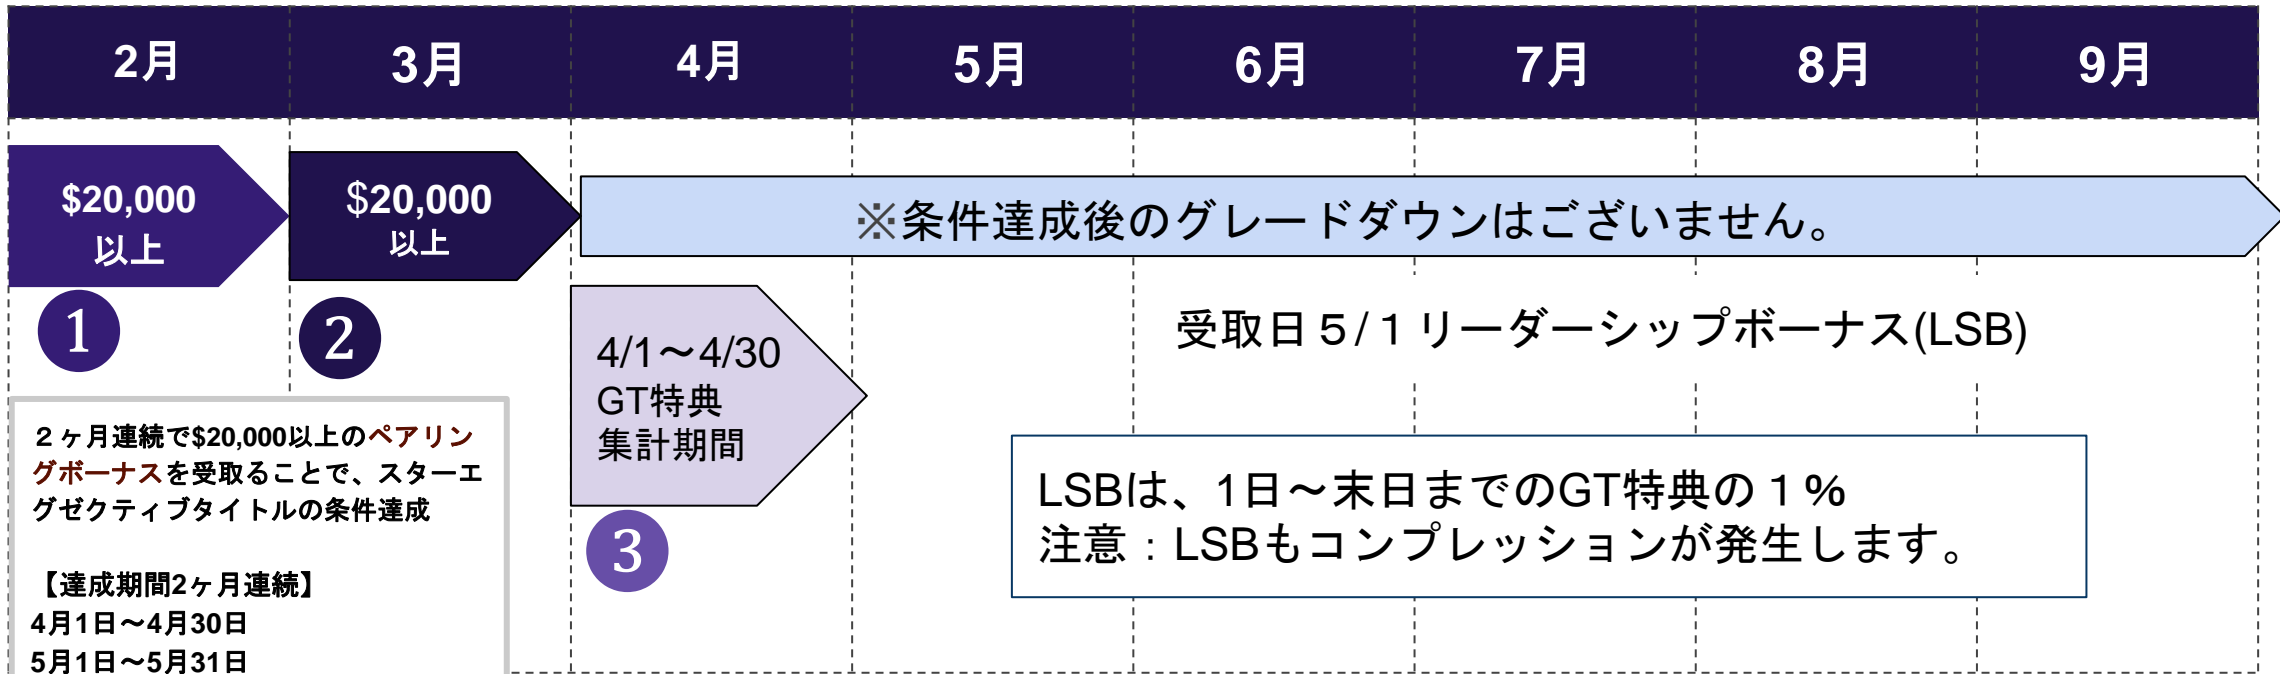 2月 3月 4月 5月 6月 7月 8月 9月
$20,000
以上
$20,000
以上
※条件達成後のグレードダウンはございません。
1
2
4/1～4/30
GT特典
集計期間
3
受取日５/１リーダーシップボーナス(LSB)
２ヶ月連続で$20,000以上のペアリン
グボーナスを受取ることで、スターエ
グゼクティブタイトルの条件達成
【達成期間2ヶ月連続】
4月1日～4月30日
5月1日～5月31日
LSBは、1日～末日までのGT特典の１%
注意：LSBもコンプレッションが発生します。